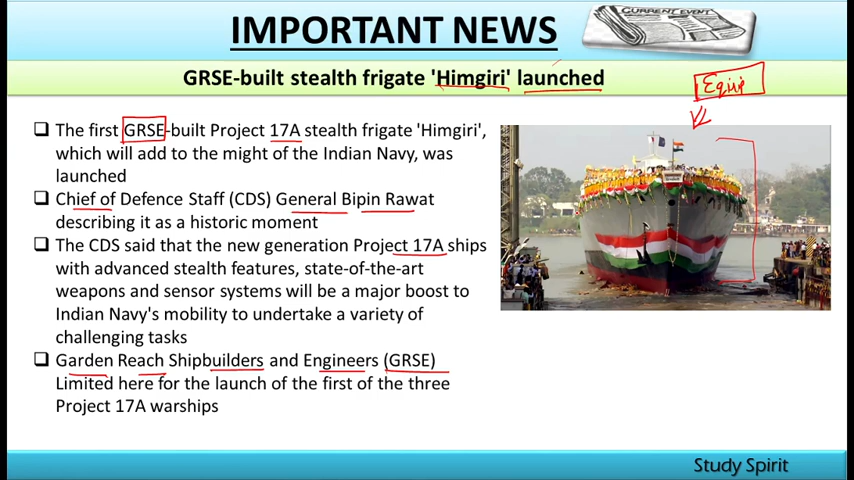 IMPORTANT NEWS
CURRENT EVENT
GRSE-built stealth frigate 'Himgiri' launched
Equip
❑ The first GRSE-built Project 17A stealth frigate 'Himgiri',
which will add to the might of the Indian Navy, was
launched
❑ Chief of Defence Staff (CDS) General Bipin Rawat
describing it as a historic moment
❑ The CDS said that the new generation Project 17A ships
with advanced stealth features, state-of-the-art
weapons and sensor systems will be a major boost to
Indian Navy's mobility to undertake a variety of
challenging tasks
❑ Garden Reach Shipbuilders and Engineers (GRSE)
Limited here for the launch of the first of the three
Project 17A warships
Study Spirit